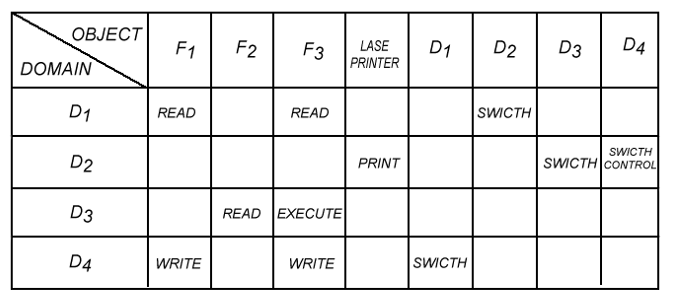 OBJECT
DOMAIN
F1 F2 F3 LASE PRINTER D1 D2 D3 D4
D1 READ READ SWICTH
D2 PRINT SWICTH SWICTH CONTROL
D3 READ EXECUTE
D4 WRITE WRITE SWICTH